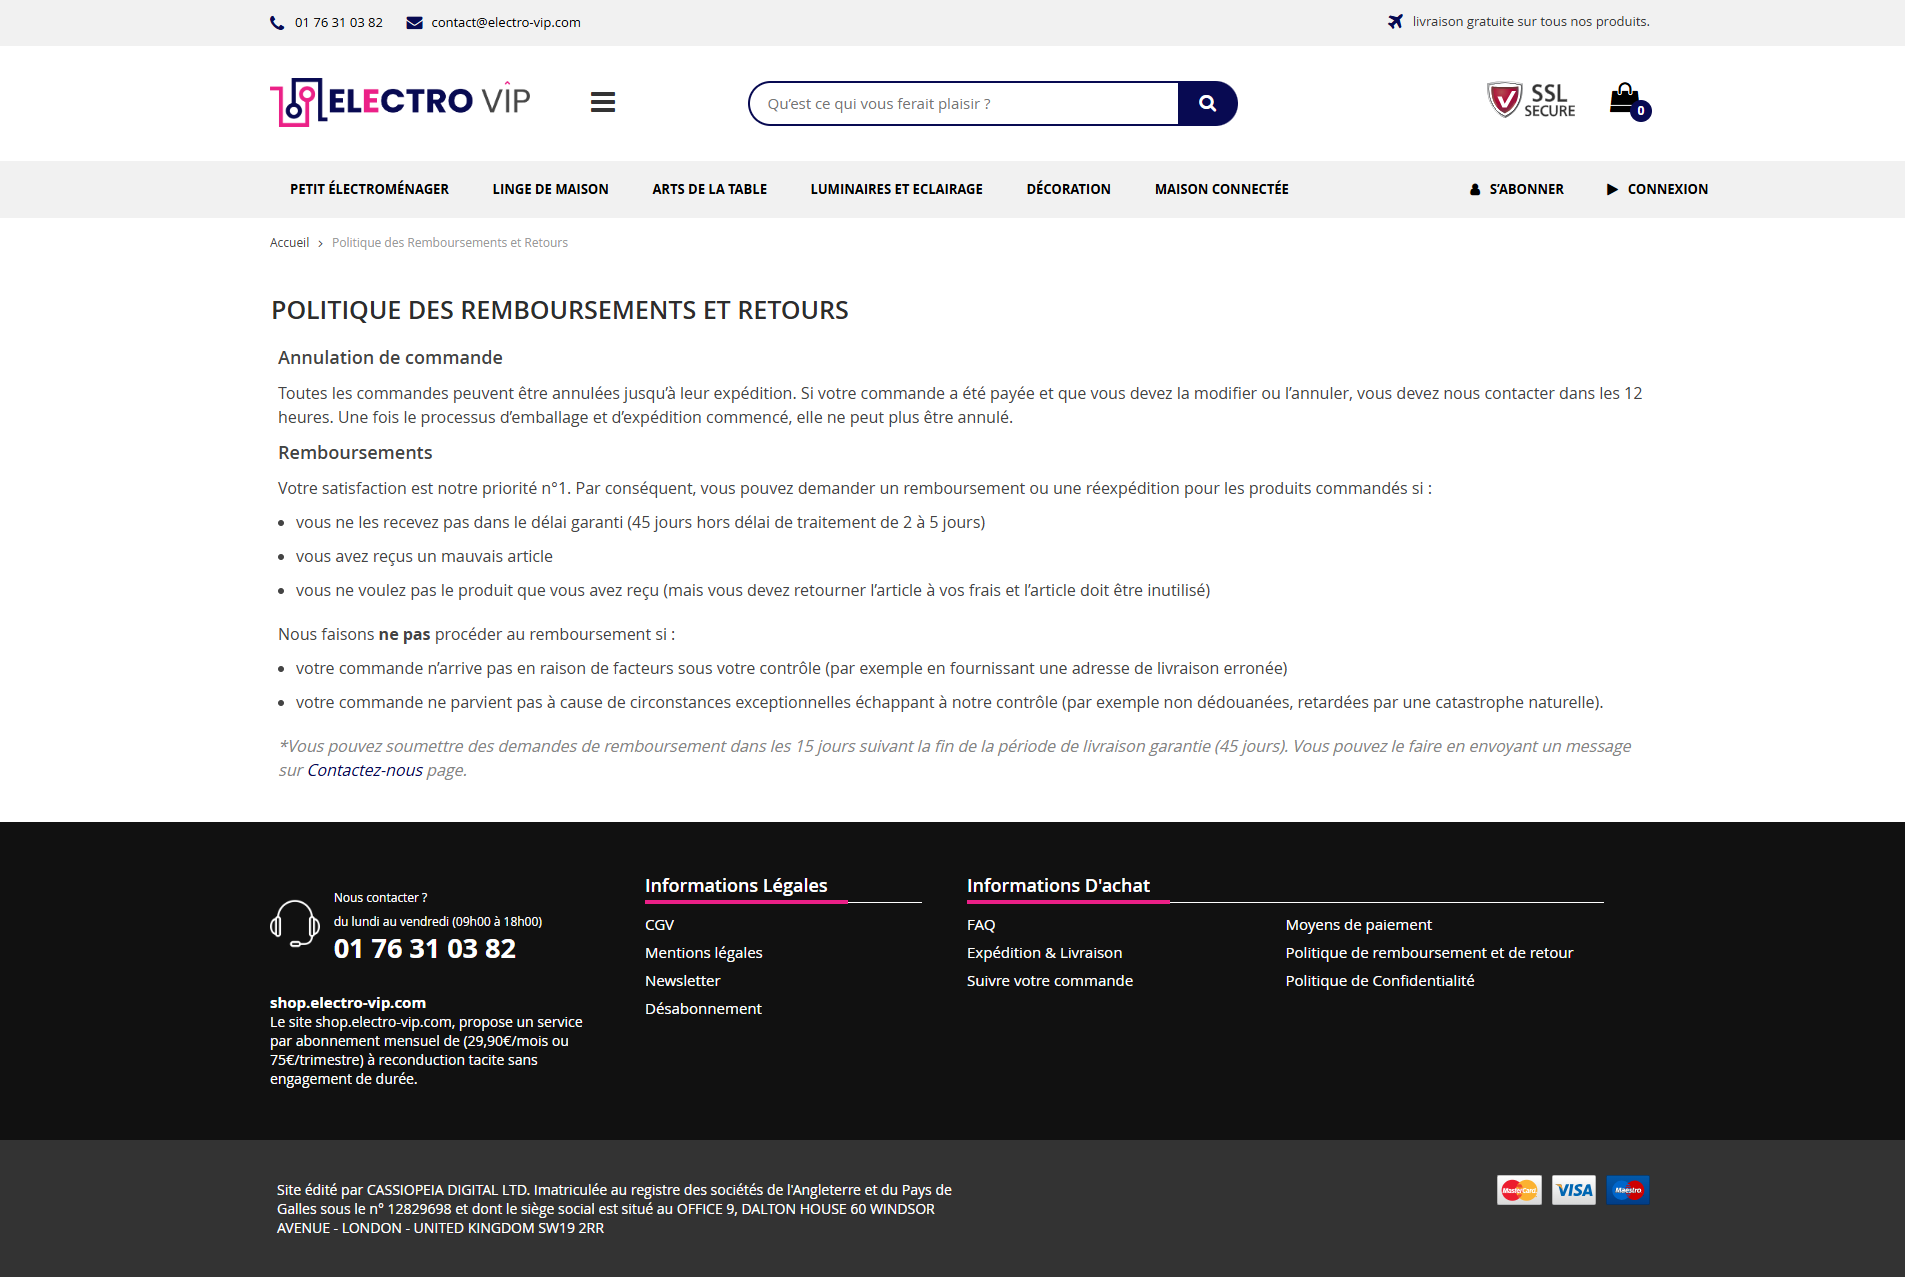 01 76 31 03 82
contact@electro-vip.com
livraison gratuite sur tous nos produits.
ELECTRO VIP
Qu'est ce qui vous ferait plaisir ?
SSL
SECURE
0
PETIT ÉLECTROMÉNAGER
LINGE DE MAISON
ARTS DE LA TABLE
LUMINAIRES ET ECLAIRAGE
DÉCORATION
MAISON CONNECTÉE
S'ABONNER
CONNEXION
Accueil
Politique des Remboursements et Retours
POLITIQUE DES REMBOURSEMENTS ET RETOURS
Annulation de commande
Toutes les commandes peuvent être annulées jusqu'à leur expédition. Si votre commande a été payée et que vous devez la modifier ou l'annuler, vous devez nous contacter dans les 12
heures. Une fois le processus d'emballage et d'expédition commencé, elle ne peut plus être annulé.
Remboursements
Votre satisfaction est notre priorité n°1. Par conséquent, vous pouvez demander un remboursement ou une réexpédition pour les produits commandés si :
• vous ne les recevez pas dans le délai garanti (45 jours hors délai de traitement de 2 à 5 jours)
• vous avez reçus un mauvais article
• vous ne voulez pas le produit que vous avez reçu (mais vous devez retourner l'article à vos frais et l'article doit être inutilisé)
Nous faisons ne pas procéder au remboursement si :
• votre commande n'arrive pas en raison de facteurs sous votre contrôle (par exemple en fournissant une adresse de livraison erronée)
• votre commande ne parvient pas à cause de circonstances exceptionnelles échappant à notre contrôle (par exemple non dédouanées, retardées par une catastrophe naturelle).
*Vous pouvez soumettre des demandes de remboursement dans les 15 jours suivant la fin de la période de livraison garantie (45 jours). Vous pouvez le faire en envoyant un message
sur Contactez-nous page.
Nous contacter ?
du lundi au vendredi (09h00 à 18h00)
01 76 31 03 82
shop.electro-vip.com
Le site shop.electro-vip.com, propose un service
par abonnement mensuel de (29,90€/mois ou
75€/trimestre) à reconduction tacite sans
engagement de durée.
Informations Légales
CGV
Mentions légales
Newsletter
Désabonnement
Informations D'achat
FAQ
Expédition & Livraison
Suivre votre commande
Moyens de paiement
Politique de remboursement et de retour
Politique de Confidentialité
Site édité par CASSIOPEIA DIGITAL LTD. Imatriculée au registre des sociétés de l'Angleterre et du Pays de
Galles sous le n° 12829698 et dont le siège social est situé au OFFICE 9, DALTON HOUSE 60 WINDSOR
AVENUE - LONDON - UNITED KINGDOM SW19 2RR
MasterCard
VISA
Maestro